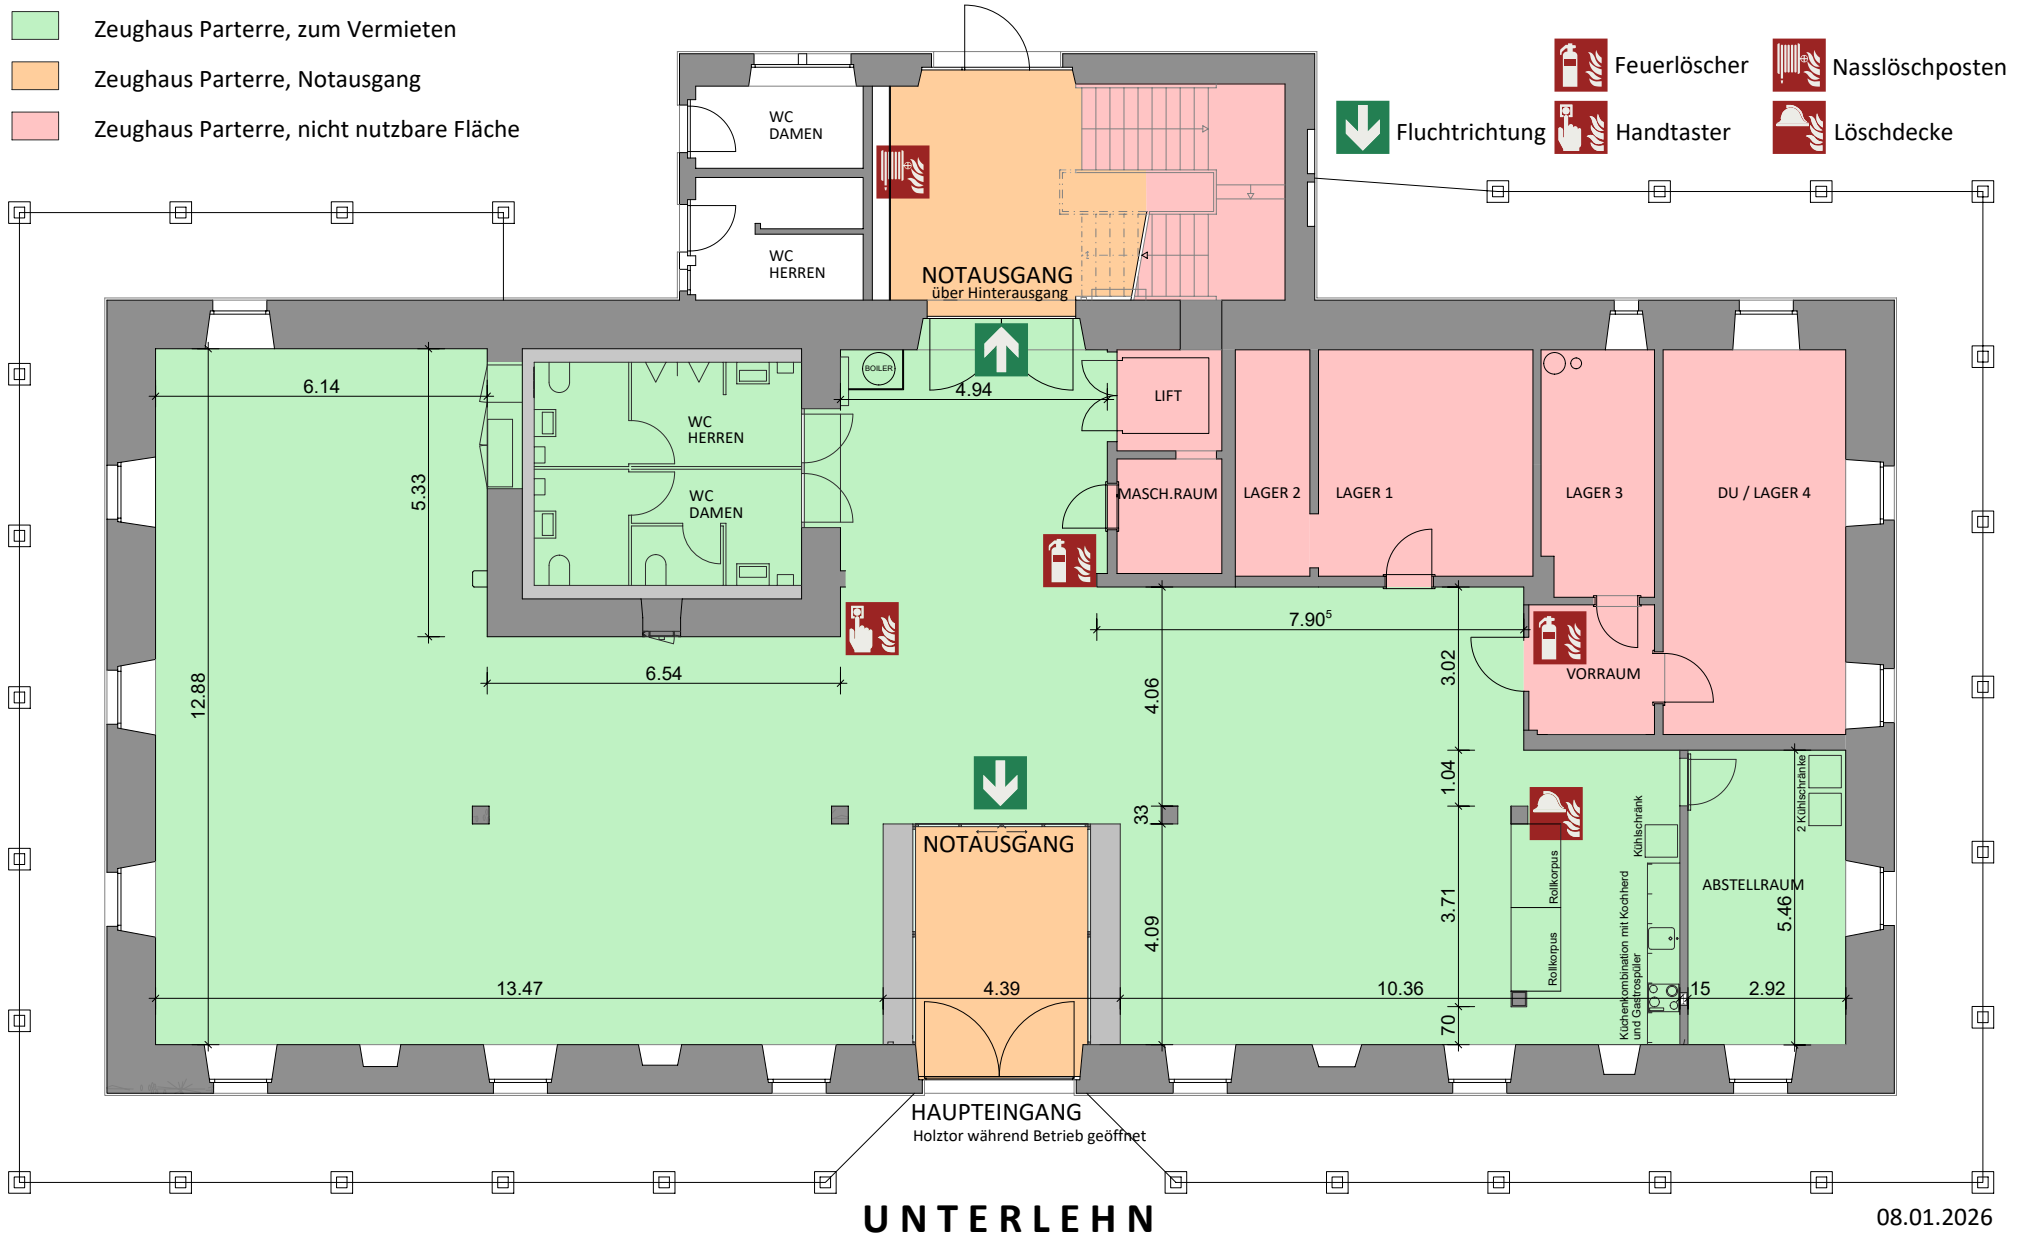 Zeughaus Parterre, zum Vermieten
Zeughaus Parterre, Notausgang
Zeughaus Parterre, nicht nutzbare Fläche
Feuerlöscher
Nasslöschposten
Fluchtrichtung
Handtaster
Löschdecke
WC
DAMEN
WC
HERREN
NOTAUSGANG
über Hinterausgang
6.14
5.33
12.88
WC
HERREN
WC
DAMEN
BOILER
4.94
LIFT
MASCH.RAUM
LAGER 2
LAGER 1
LAGER 3
DU / LAGER 4
6.54
7.90⁵
VORRAUM
4.06
3.02
1.04
33
NOTAUSGANG
4.09
3.71
70
Rollkorpus
Rollkorpus
Kühlschränk
Küchenkombination mit Kochherd
und Gastrospüler
2 Kühlschränke
ABSTELLRAUM
5.46
13.47
4.39
10.36
15
2.92
HAUPTEINGANG
Holztor während Betrieb geöffnet
UNTERLEHN
08.01.2026